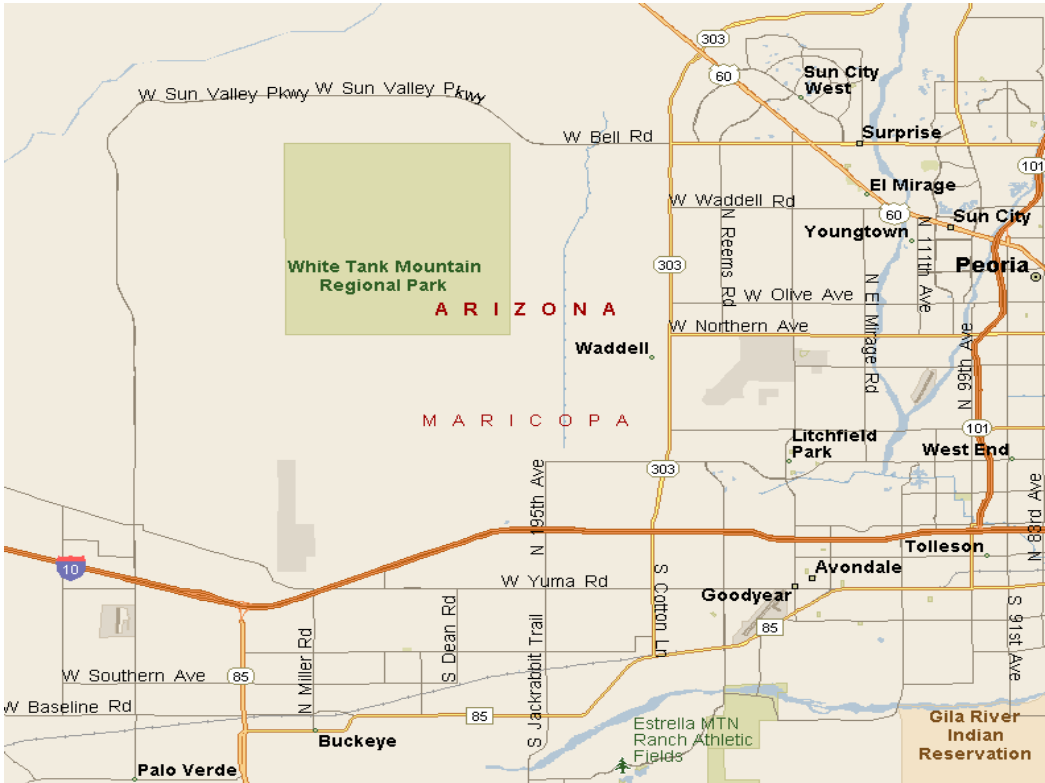 303
60
Sun City
West
W Sun Valley Pkwy
W Sun Valley Pkwy
W Bell Rd
Surprise
101
El Mirage
W Waddell Rd
60
Sun City
Youngtown
N Reems Rd
N 111th Ave
White Tank Mountain
Regional Park
303
Peoria
N El Mirage Rd
W Olive Ave
ARIZONA
W Northern Ave
N 99th Ave
Waddell
MARICOPA
101
Litchfield
Park
West End
303
N 195th Ave
N 83rd Ave
Tolleson
10
Avondale
W Yuma Rd
Goodyear
S Cotton Ln
S Dean Rd
S Jackrabbit Trail
N Miller Rd
85
S 91st Ave
W Southern Ave
85
W Baseline Rd
85
Buckeye
Estrella MTN
Ranch Athletic
Fields
Gila River
Indian
Reservation
Palo Verde